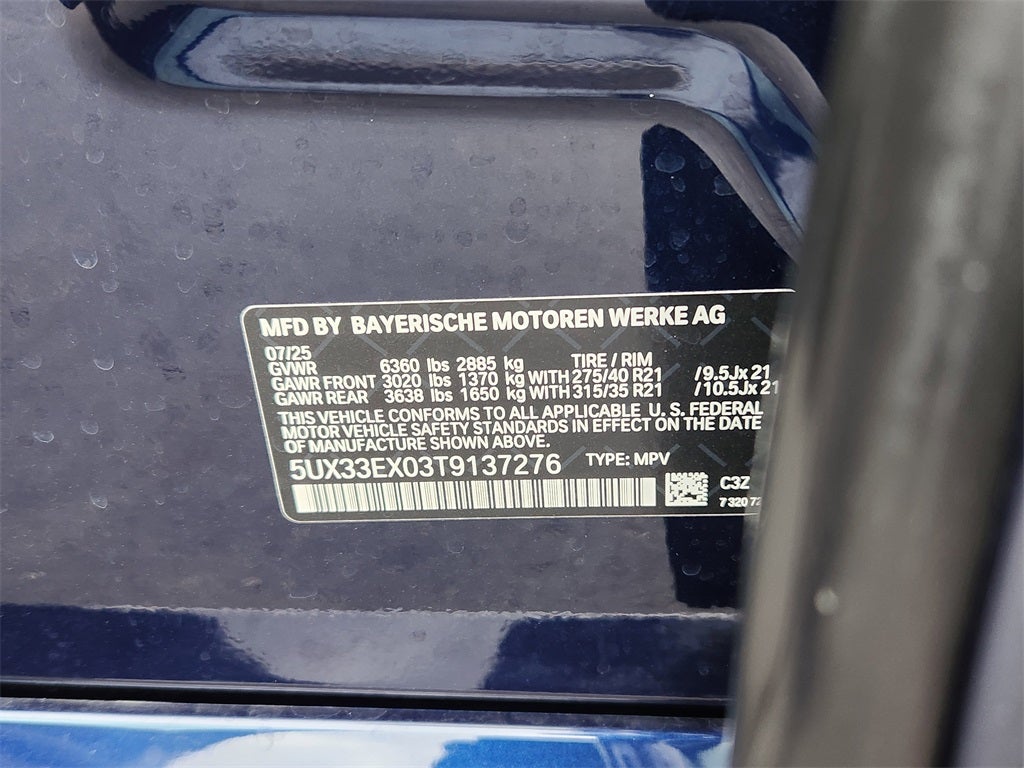 MFD BY BAYERISCHE MOTOREN WERKE AG
07/25
GVWR 6360 lbs 2885 kg TIRE / RIM
GAWR FRONT 3020 lbs 1370 kg WITH 275/40 R21 /9.5Jx 21
GAWR REAR 3638 lbs 1650 kg WITH 315/35 R21 /10.5Jx 21
THIS VEHICLE CONFORMS TO ALL APPLICABLE U. S. FEDERAL
MOTOR VEHICLE SAFETY STANDARDS IN EFFECT ON THE DATE
OF MANUFACTURE SHOWN ABOVE.
5UX33EX03T9137276 TYPE: MPV
C3Z
7 320 72